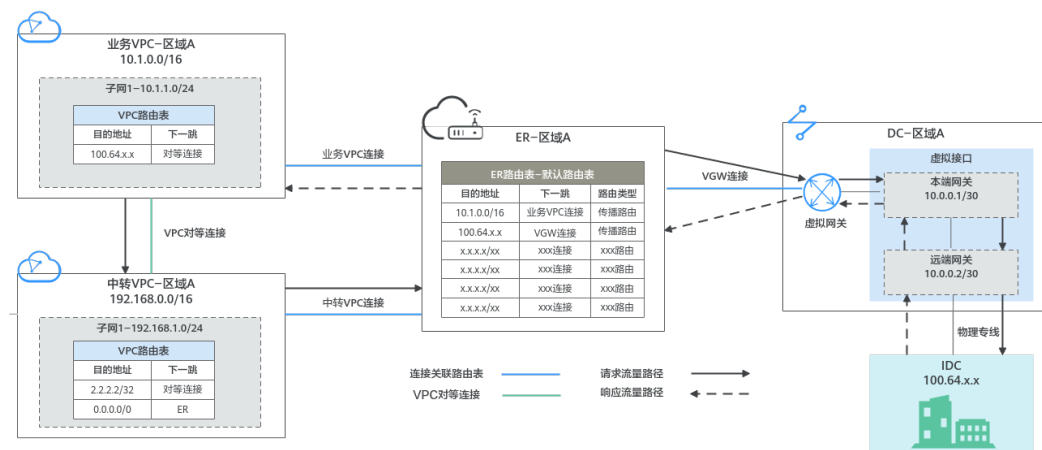 业务VPC-区域A
10.1.0.0/16
子网1-10.1.1.0/24
VPC路由表
目的地址 下一跳
100.64.x.x 对等连接
VPC对等连接
中转VPC-区域A
192.168.0.0/16
子网1-192.168.1.0/24
VPC路由表
目的地址 下一跳
2.2.2.2/32 对等连接
0.0.0.0/0 ER
业务VPC连接
中转VPC连接
ER-区域A
ER路由表-默认路由表
目的地址 下一跳 路由类型
10.1.0.0/16 业务VPC连接 传播路由
100.64.x.x VGW连接 传播路由
x.x.x.x/xx xxx连接 xxx路由
x.x.x.x/xx xxx连接 xxx路由
x.x.x.x/xx xxx连接 xxx路由
x.x.x.x/xx xxx连接 xxx路由
VGW连接
DC-区域A
虚拟接口
虚拟网关
本端网关
10.0.0.1/30
远端网关
10.0.0.2/30
物理专线
IDC
100.64.x.x
连接关联路由表
请求流量路径
VPC对等连接
响应流量路径